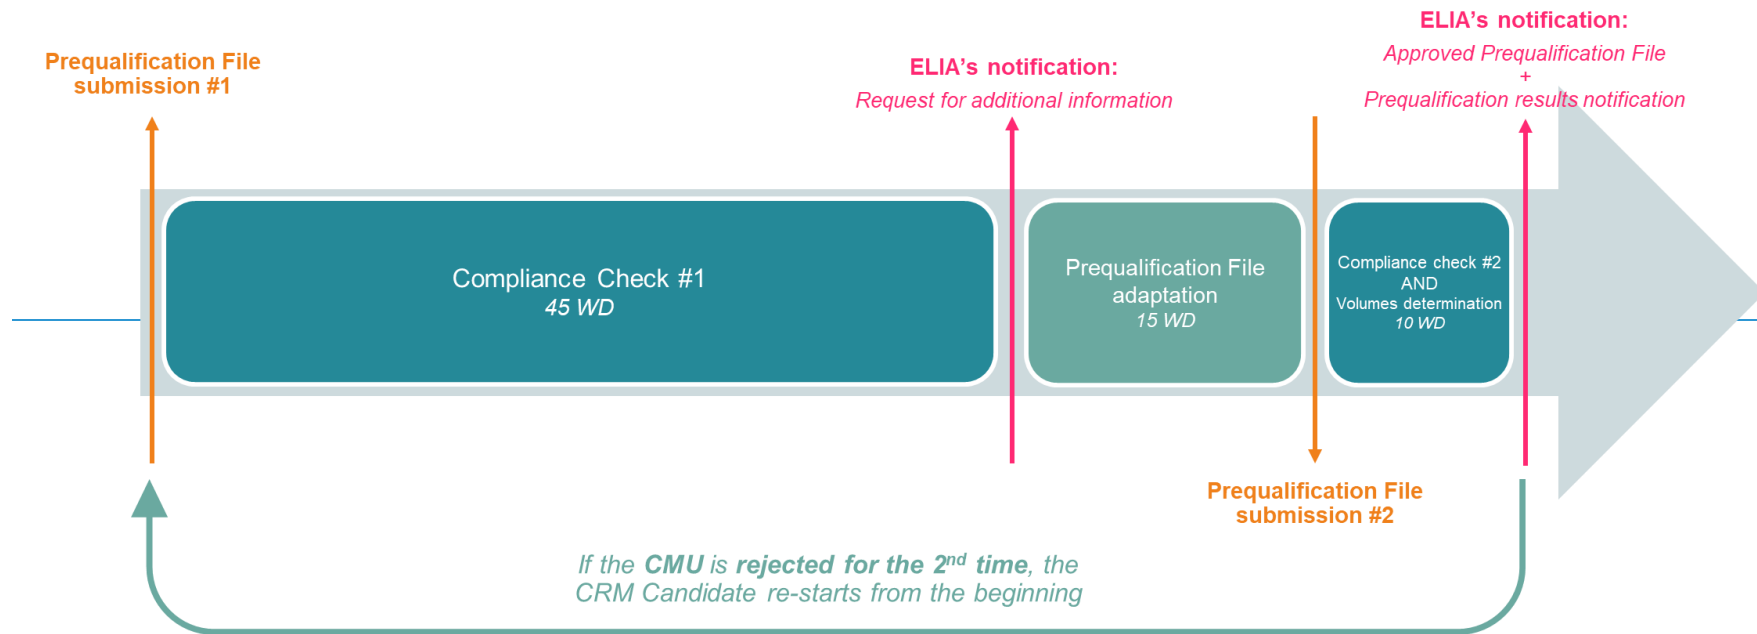 Prequalification File
submission #1
ELIA's notification:
Request for additional information
ELIA's notification:
Approved Prequalification File
+
Prequalification results notification
Compliance Check #1
45 WD
Prequalification File
adaptation
15 WD
Compliance check #2
AND
Volumes determination
10 WD
Prequalification File
submission #2
If the CMU is rejected for the 2nd time, the
CRM Candidate re-starts from the beginning